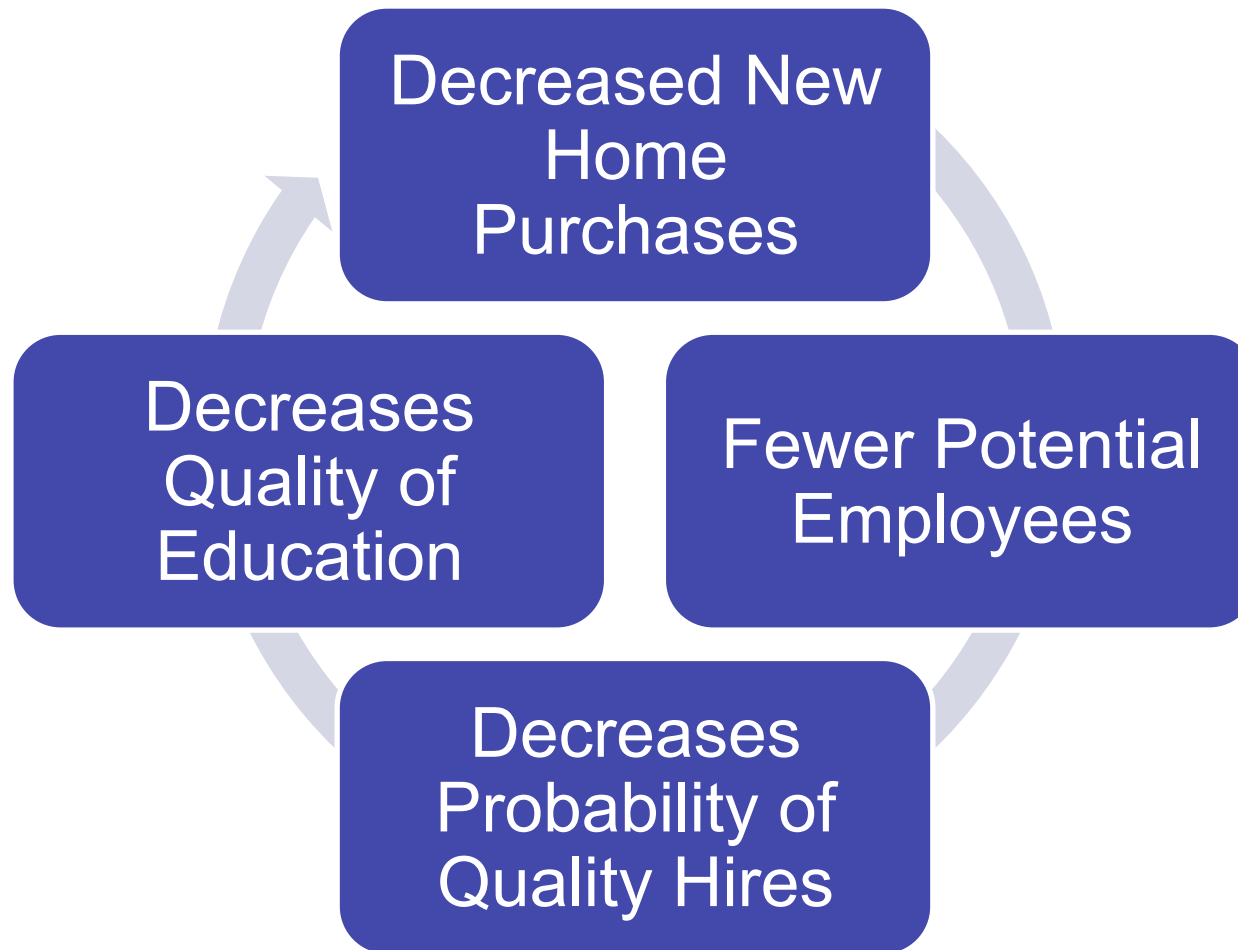 Decreased New
Home
Purchases
Fewer Potential
Employees
Decreases
Probability of
Quality Hires
Decreases
Quality of
Education